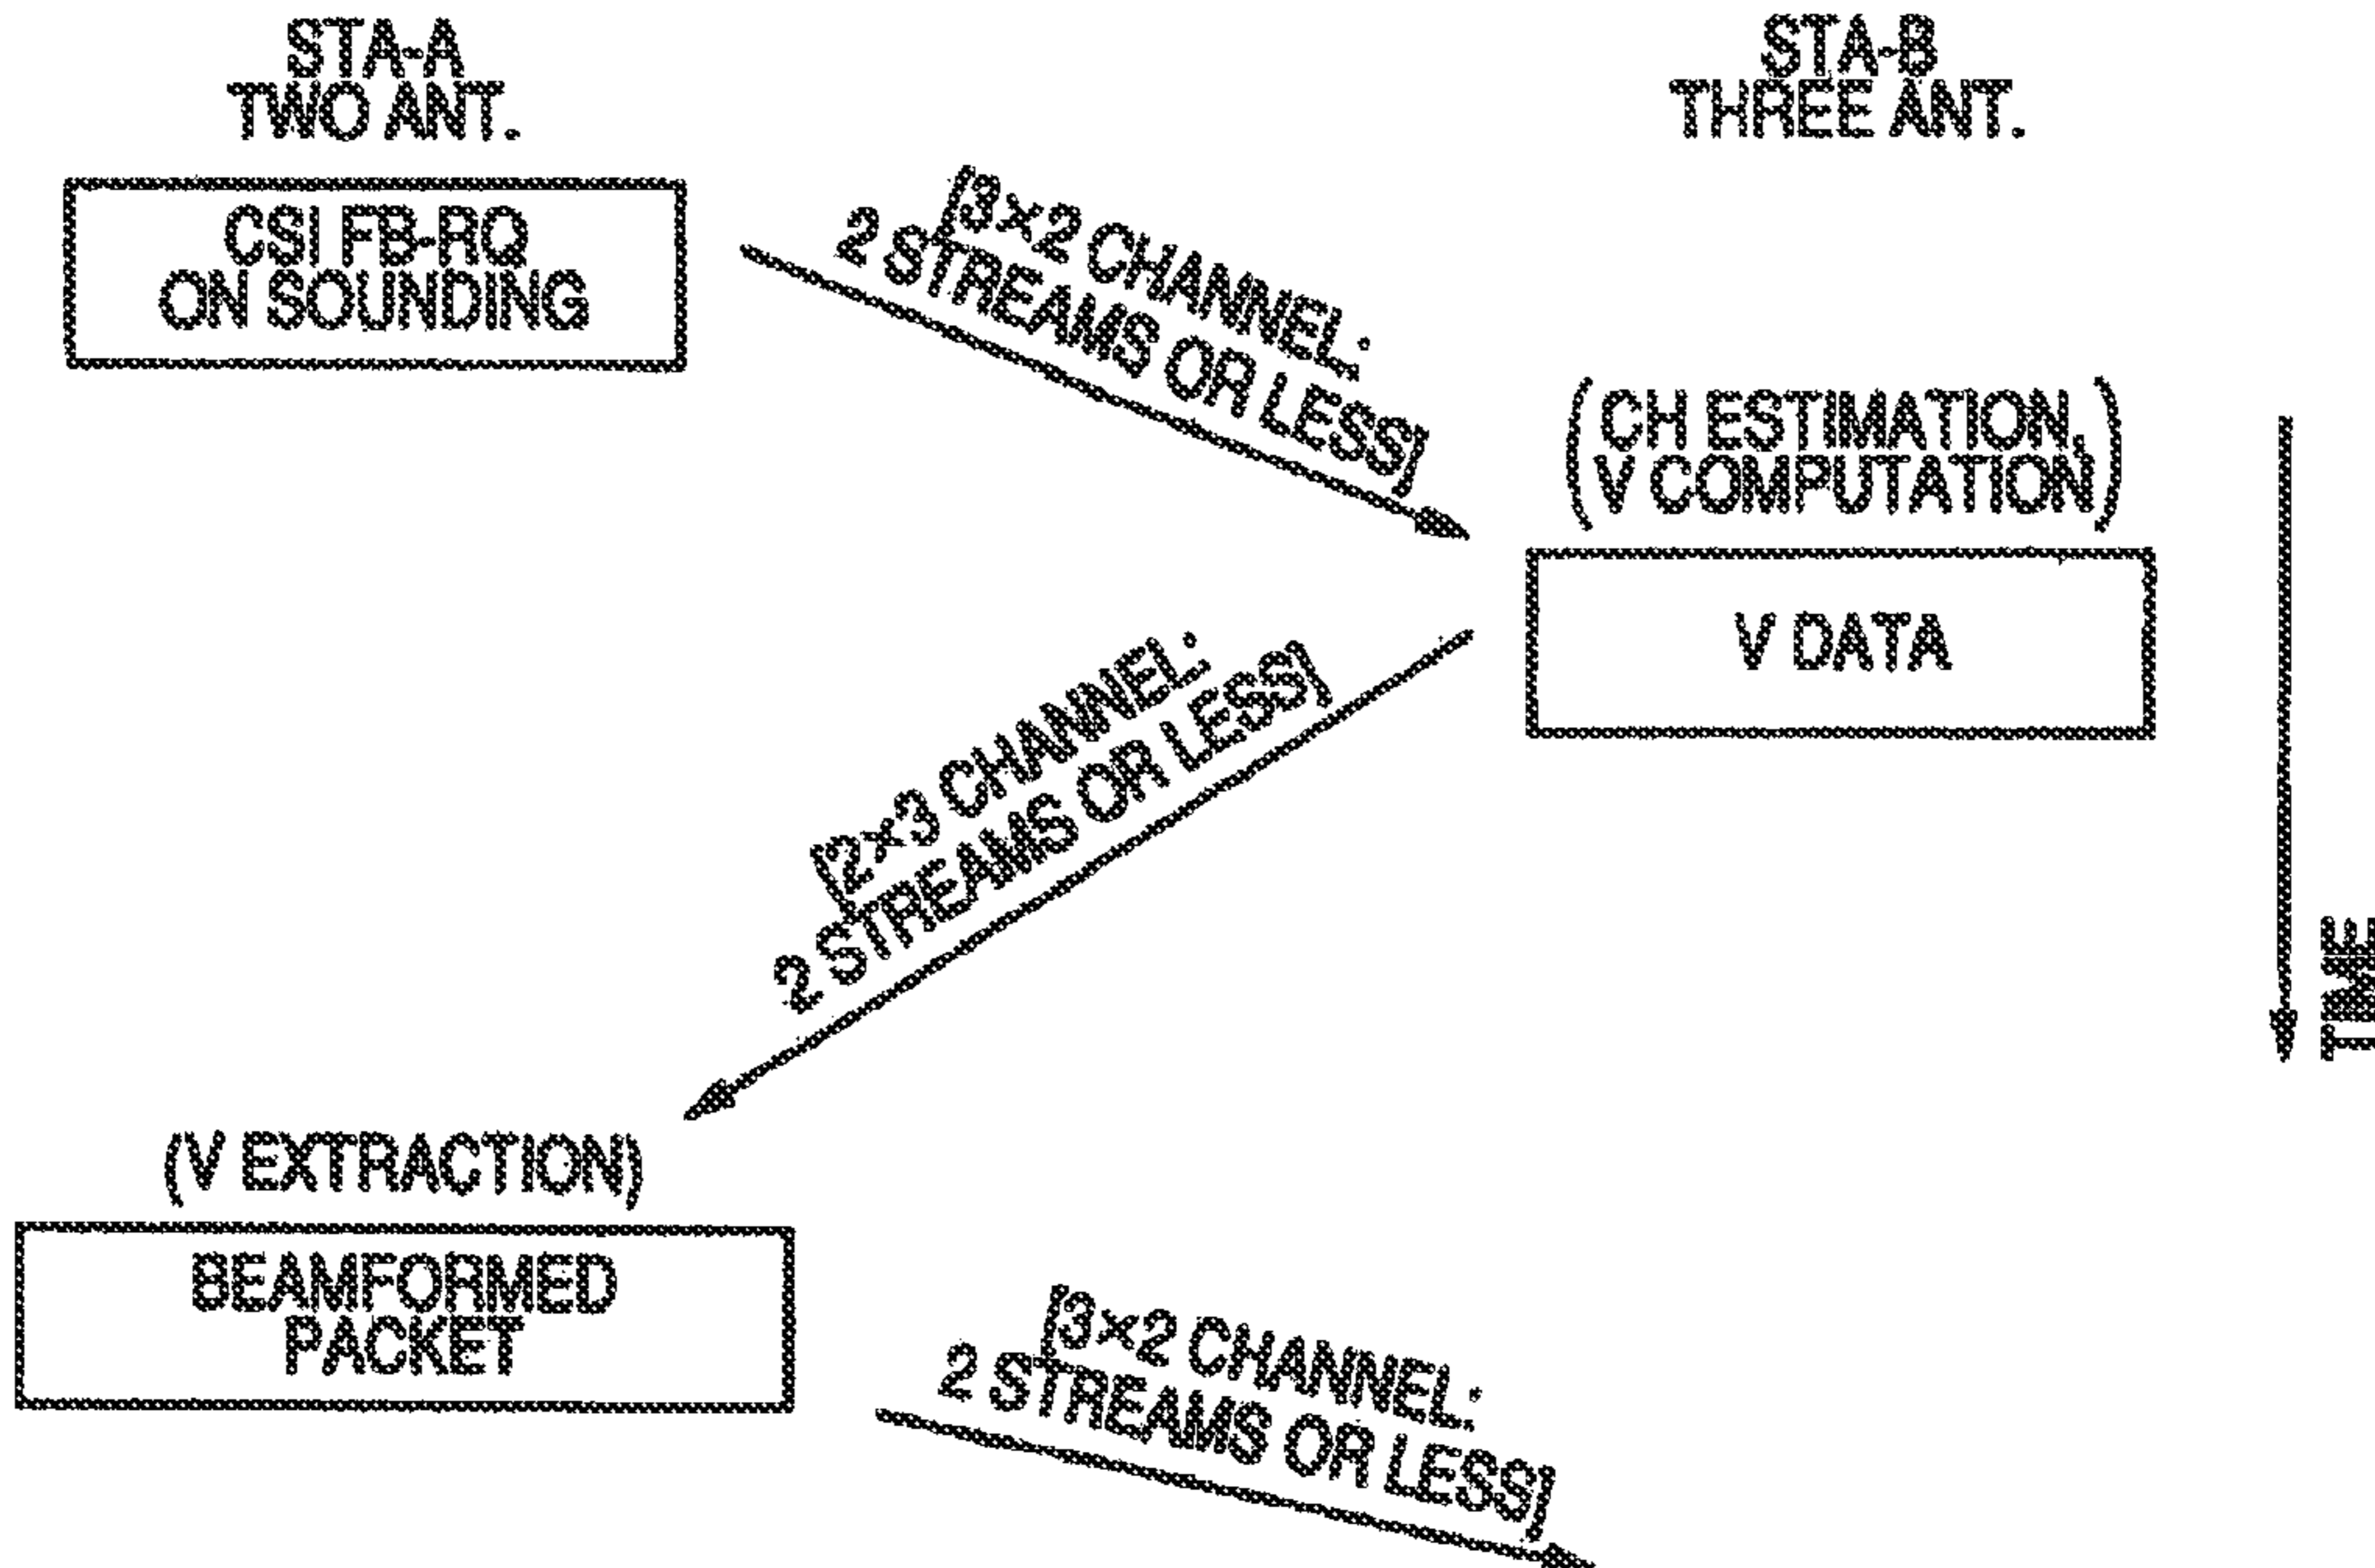 STA-A
TWO ANT.
STA-B
THREE ANT.
CSI FB-RQ
ON SOUNDING
[3×2 CHANNEL:
2 STREAMS OR LESS]
(CH ESTIMATION,
V COMPUTATION)
V DATA
[2×3 CHANNEL:
2 STREAMS OR LESS]
TIME
(V EXTRACTION)
BEAMFORMED
PACKET
[3×2 CHANNEL:
2 STREAMS OR LESS]